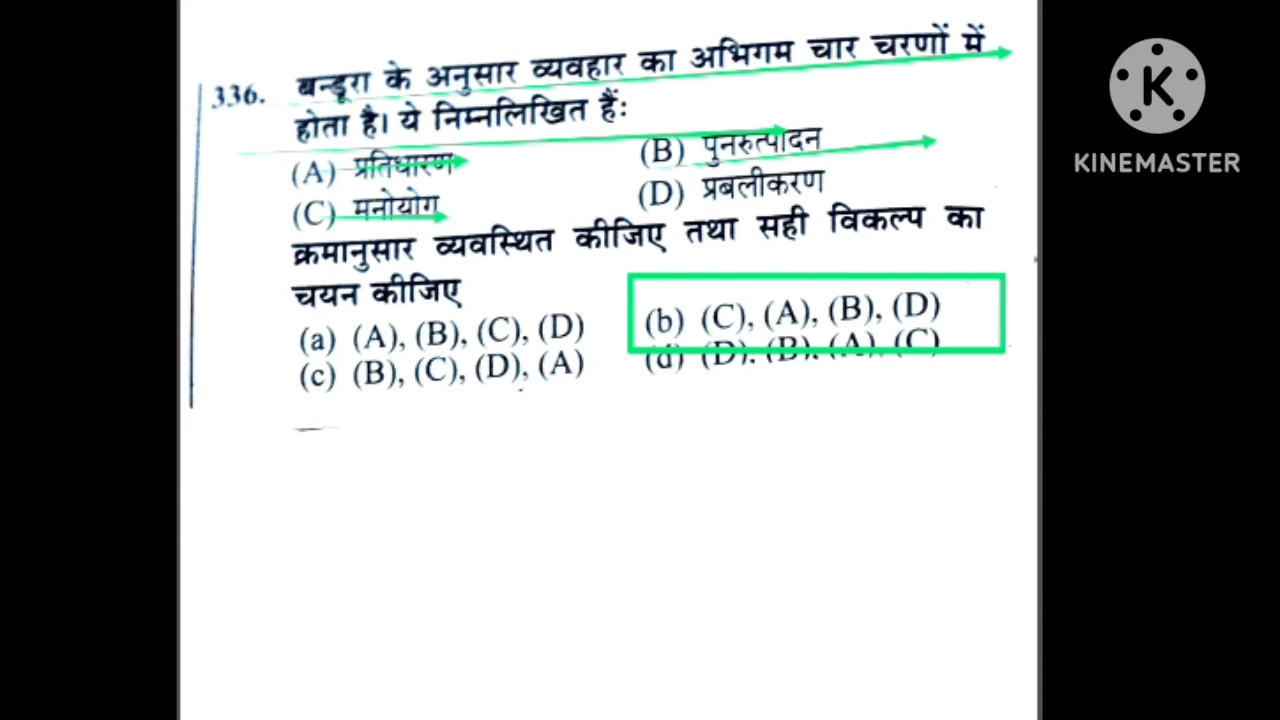 336. बन्डूरा के अनुसार व्यवहार का अभिगम चार चरणों में
होता है। ये निम्नलिखित हैंः
(A) प्रतिधारण (B) पुनरुत्पादन
(C) मनोयोग (D) प्रबलीकरण
क्रमानुसार व्यवस्थित कीजिए तथा सही विकल्प का
चयन कीजिए
(a) (A), (B), (C), (D) (b) (C), (A), (B), (D)
(c) (B), (C), (D), (A) (d) (D), (B), (A), (C)
K
KINEMASTER